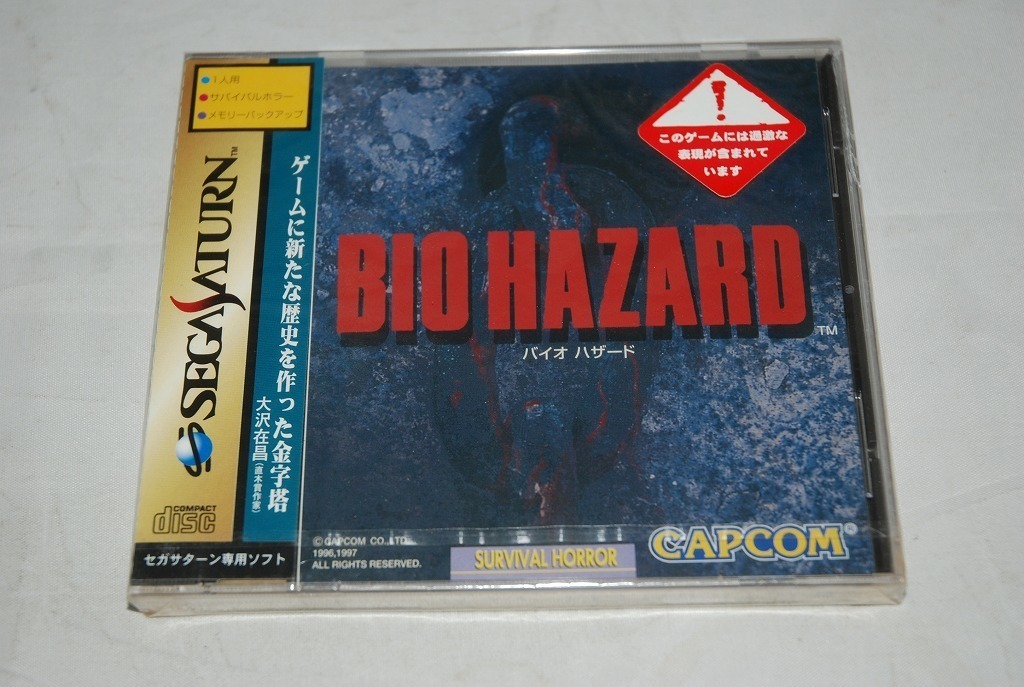 1人用
サバイバルホラー
メモリーバックアップ
SEGA SATURN™
COMPACT
disc
セガサターン専用ソフト
ゲームに新たな歴史を作った金字塔
大沢在昌(直木賞作家)
!
このゲームには過激な
表現が含まれて
います
BIO HAZARD™
バイオ ハザード
©CAPCOM CO.,LTD.
1996,1997
ALL RIGHTS RESERVED.
SURVIVAL HORROR
CAPCOM®